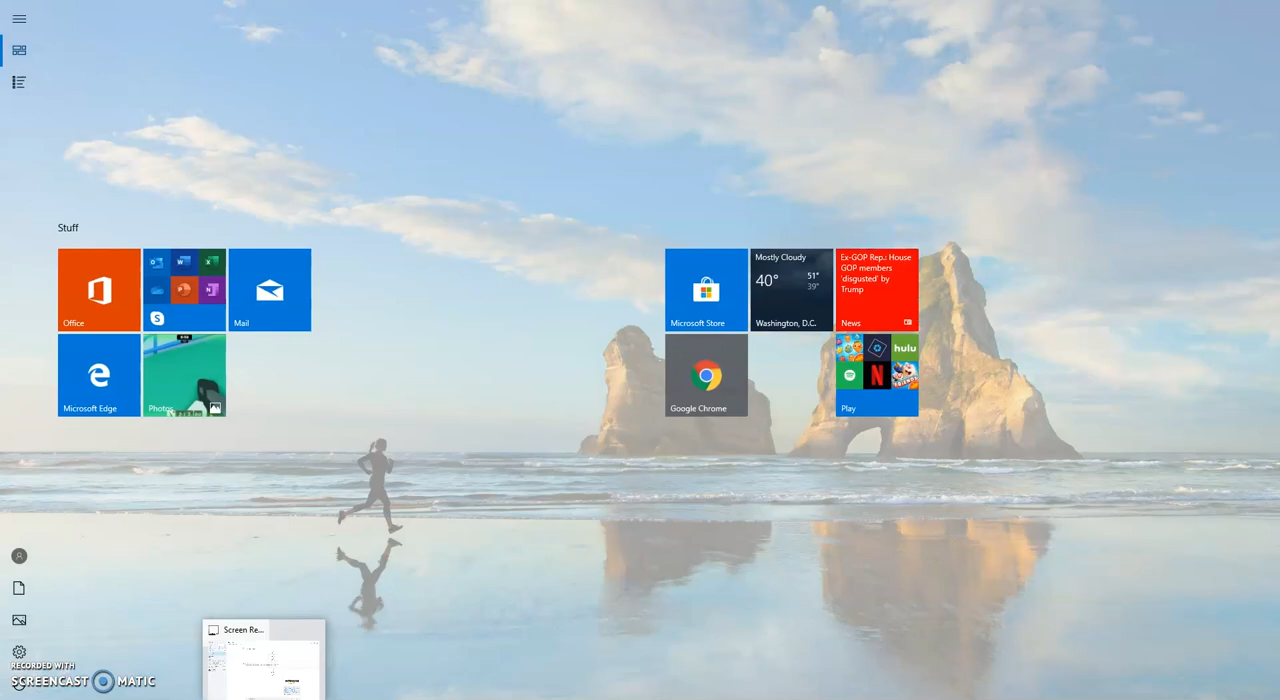 Stuff
Office
Mail
Microsoft Edge
Photos
Microsoft Store
Mostly Cloudy
40°
51°
39°
Washington, D.C.
Ex-GOP Rep.: House
GOP members
'disgusted' by
Trump
News
Google Chrome
hulu
Play
Screen Re...
RECORDED WITH
SCREENCAST MATIC